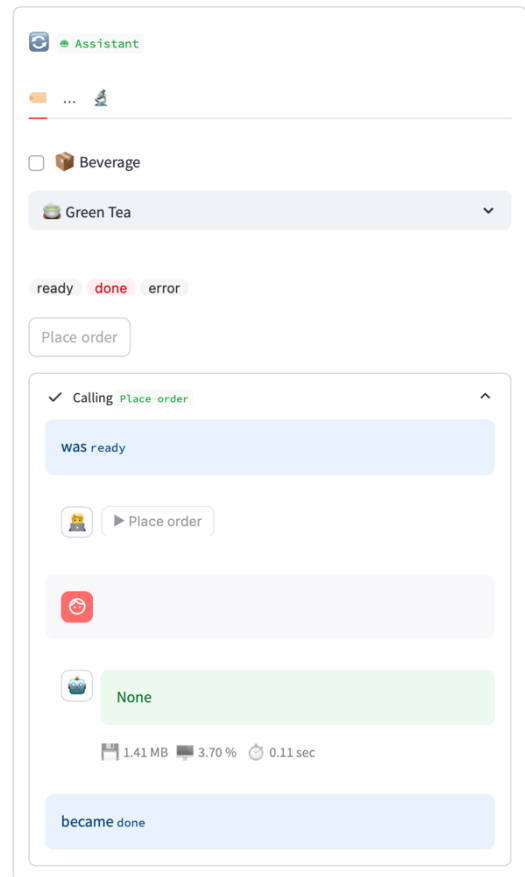 Assistant
...
Beverage
Green Tea
ready done error
Place order
Calling Place order
was ready
Place order
None
1.41 MB 3.70 % 0.11 sec
became done